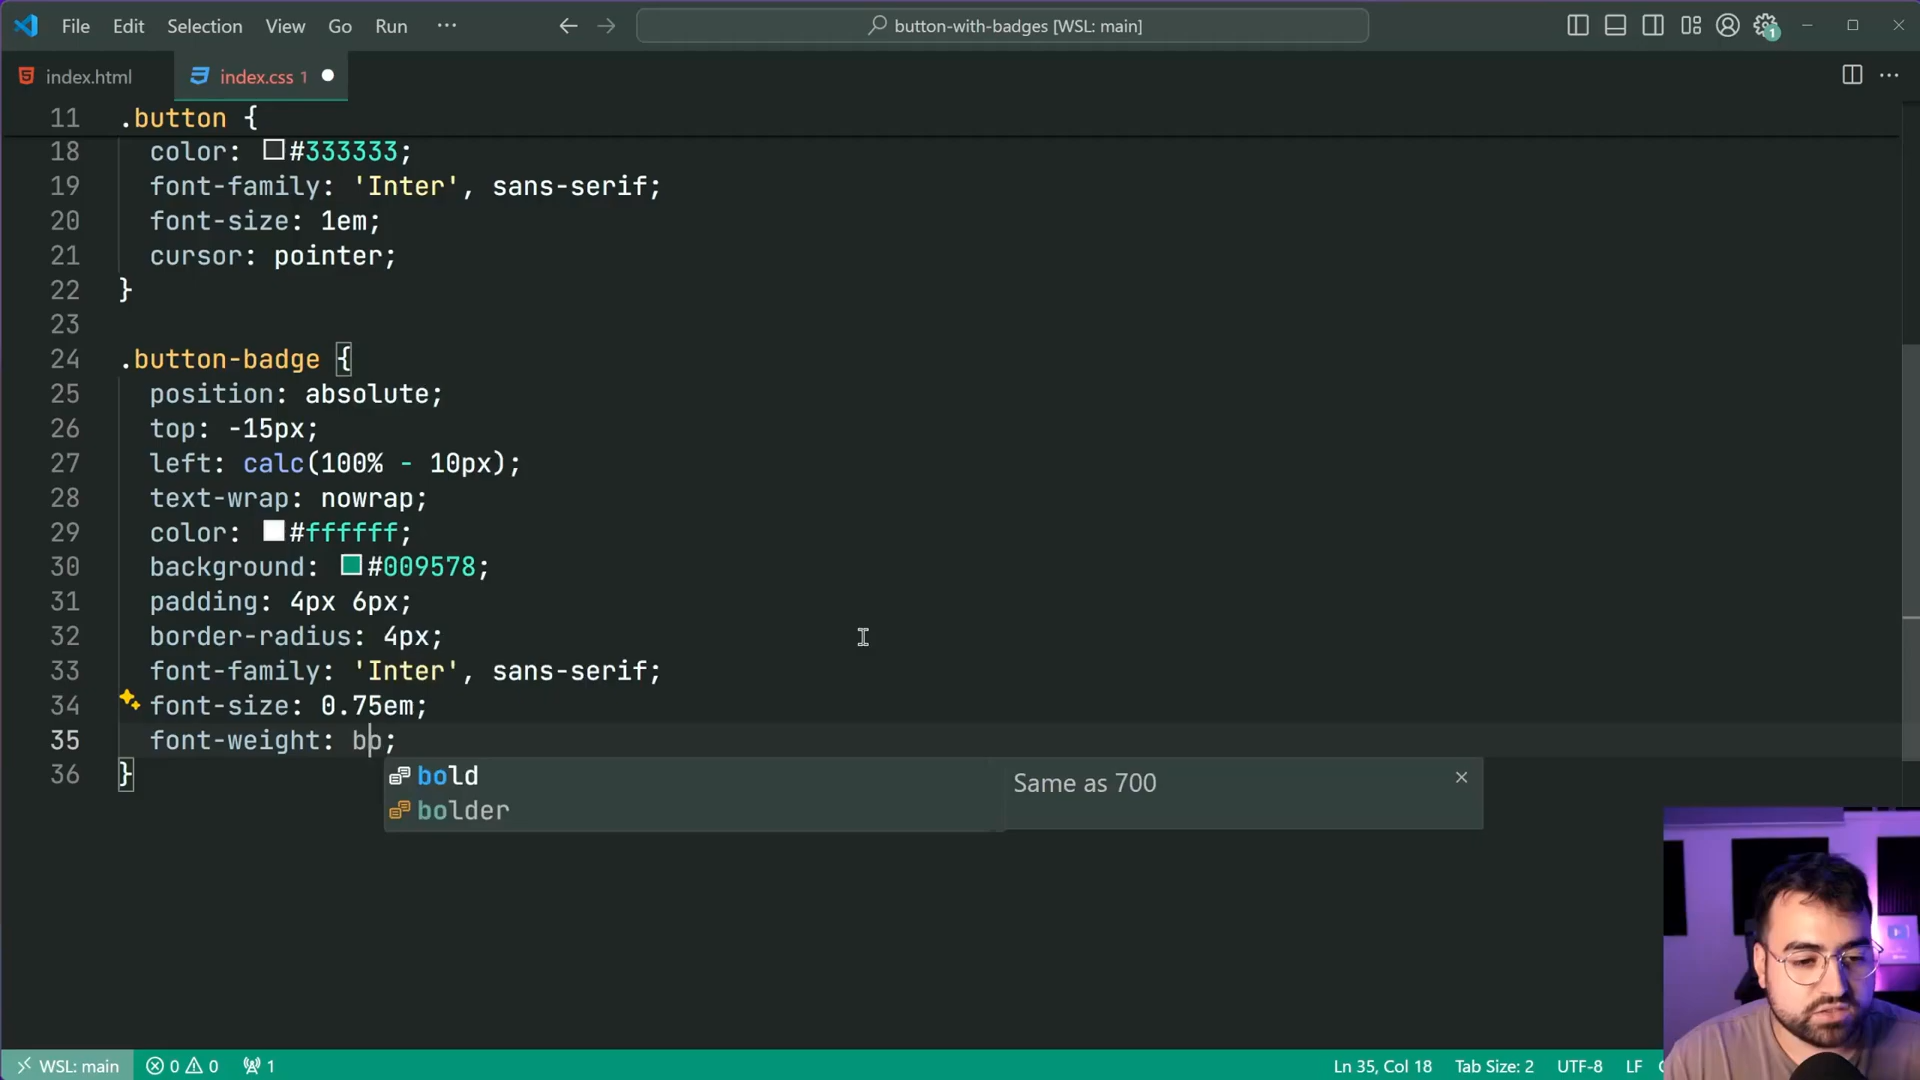 File Edit Selection View Go Run ··· button-with-badges [WSL: main] 1
index.html index.css 1
11 .button {
18 color: #333333;
19 font-family: 'Inter', sans-serif;
20 font-size: 1em;
21 cursor: pointer;
22 }
23
24 .button-badge {
25 position: absolute;
26 top: -15px;
27 left: calc(100% - 10px);
28 text-wrap: nowrap;
29 color: #ffffff;
30 background: #009578;
31 padding: 4px 6px;
32 border-radius: 4px;
33 font-family: 'Inter', sans-serif;
34 font-size: 0.75em;
35 font-weight: bo;
36 }
bold Same as 700
bolder
WSL: main 0 0 1 Ln 35, Col 18 Tab Size: 2 UTF-8 LF